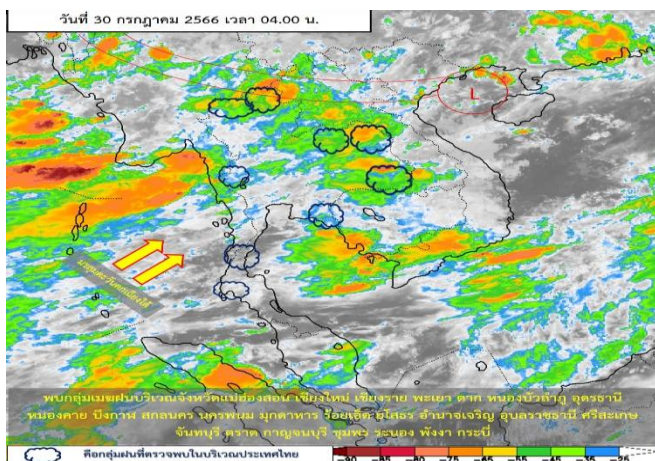 วันที่ 30 กรกฎาคม 2566 เวลา 04.00 น.
L
มรสุมตะวันตกเฉียงใต้
พบกลุ่มเมฆฝนบริเวณจังหวัดแม่ฮ่องสอน เชียงใหม่ เชียงราย พะเยา ตาก หนองบัวลำภู อุดรธานี
หนองคาย บึงกาฬ สกลนคร นครพนม มุกดาหาร ร้อยเอ็ด ยโสธร อำนาจเจริญ อุบลราชธานี ศรีสะเกษ
จันทบุรี ตราด กาญจนบุรี ชุมพร ระนอง พังงา กระบี่
คือกลุ่มฝนที่ตรวจพบในบริเวณประเทศไทย
-90 -85 -80 -75 -65 -55 -45 -35 -25